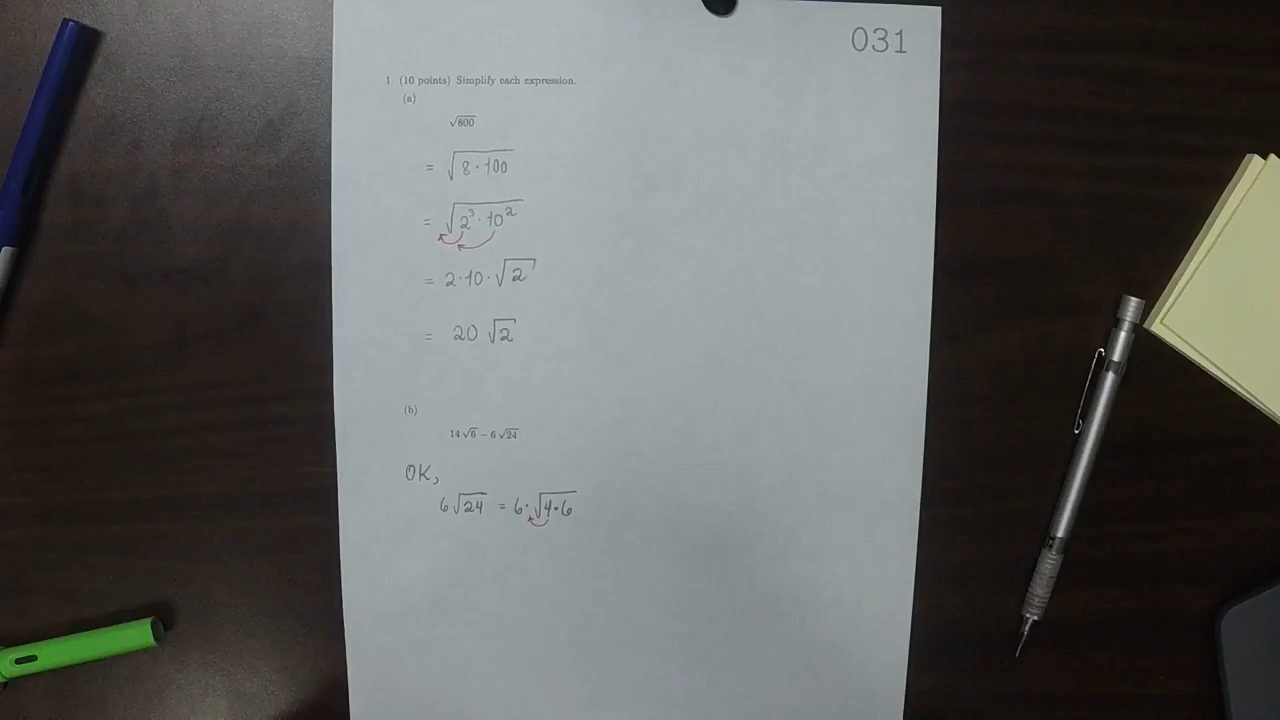 031
1. (10 points) Simplify each expression.
(a)
√800
= √(8 · 100)
= √(2³ · 10²)
= 2·10·√2
= 20 √2
(b)
14√6 − 6√24
OK,
6√24 = 6·√(4·6)